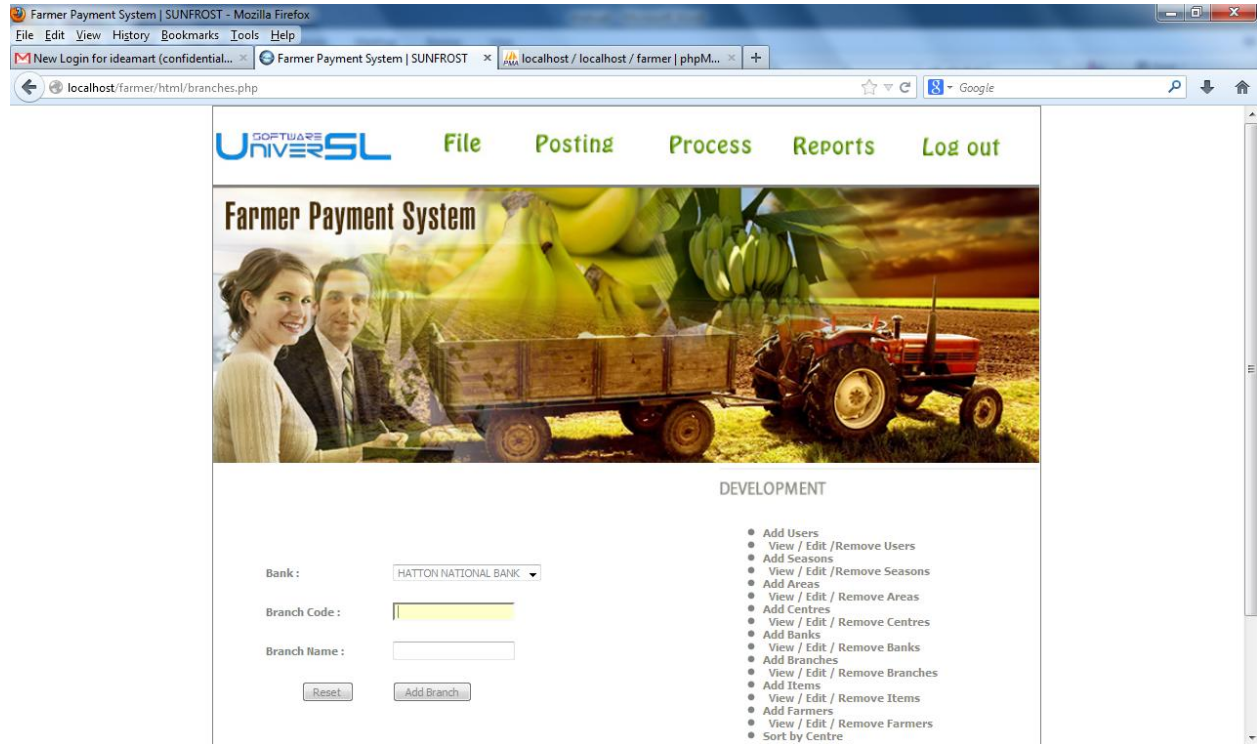 Farmer Payment System | SUNFROST - Mozilla Firefox
File Edit View History Bookmarks Tools Help
New Login for ideamart (confidential...
Farmer Payment System | SUNFROST
localhost / localhost / farmer | phpM...
localhost/farmer/html/branches.php
Google
SOFTWARE
UNIVERSL
File Posting Process Reports Log out
Farmer Payment System
DEVELOPMENT
Add Users
View / Edit /Remove Users
Add Seasons
View / Edit /Remove Seasons
Add Areas
View / Edit / Remove Areas
Add Centres
View / Edit / Remove Centres
Add Banks
View / Edit / Remove Banks
Add Branches
View / Edit / Remove Branches
Add Items
View / Edit / Remove Items
Add Farmers
View / Edit / Remove Farmers
Sort by Centre
Bank : HATTON NATIONAL BANK
Branch Code :
Branch Name :
Reset Add Branch